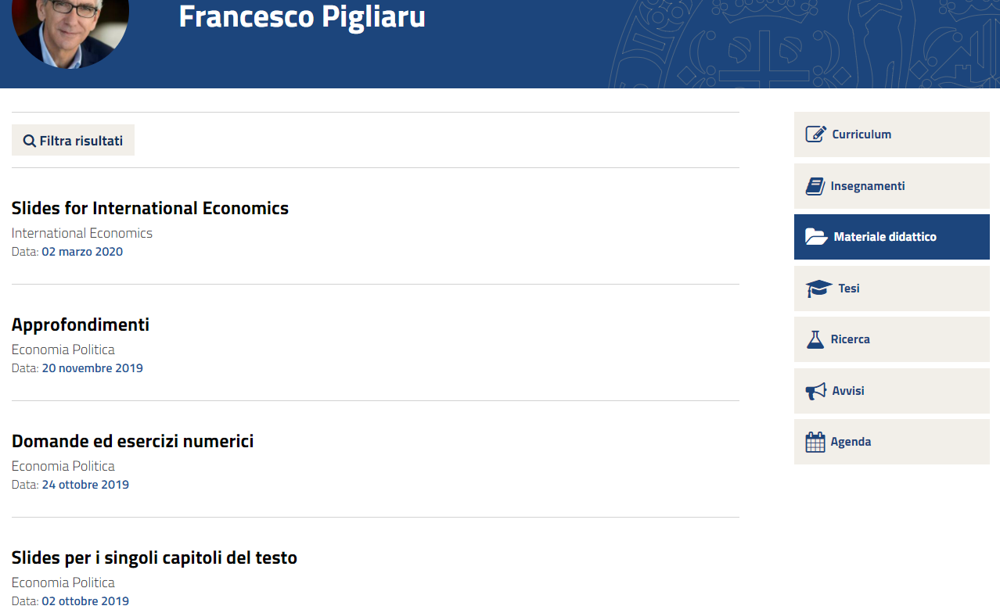 Francesco Pigliaru
Filtra risultati
Slides for International Economics
International Economics
Data: 02 marzo 2020
Approfondimenti
Economia Politica
Data: 20 novembre 2019
Domande ed esercizi numerici
Economia Politica
Data: 24 ottobre 2019
Slides per i singoli capitoli del testo
Economia Politica
Data: 02 ottobre 2019
Curriculum
Insegnamenti
Materiale didattico
Tesi
Ricerca
Avvisi
Agenda